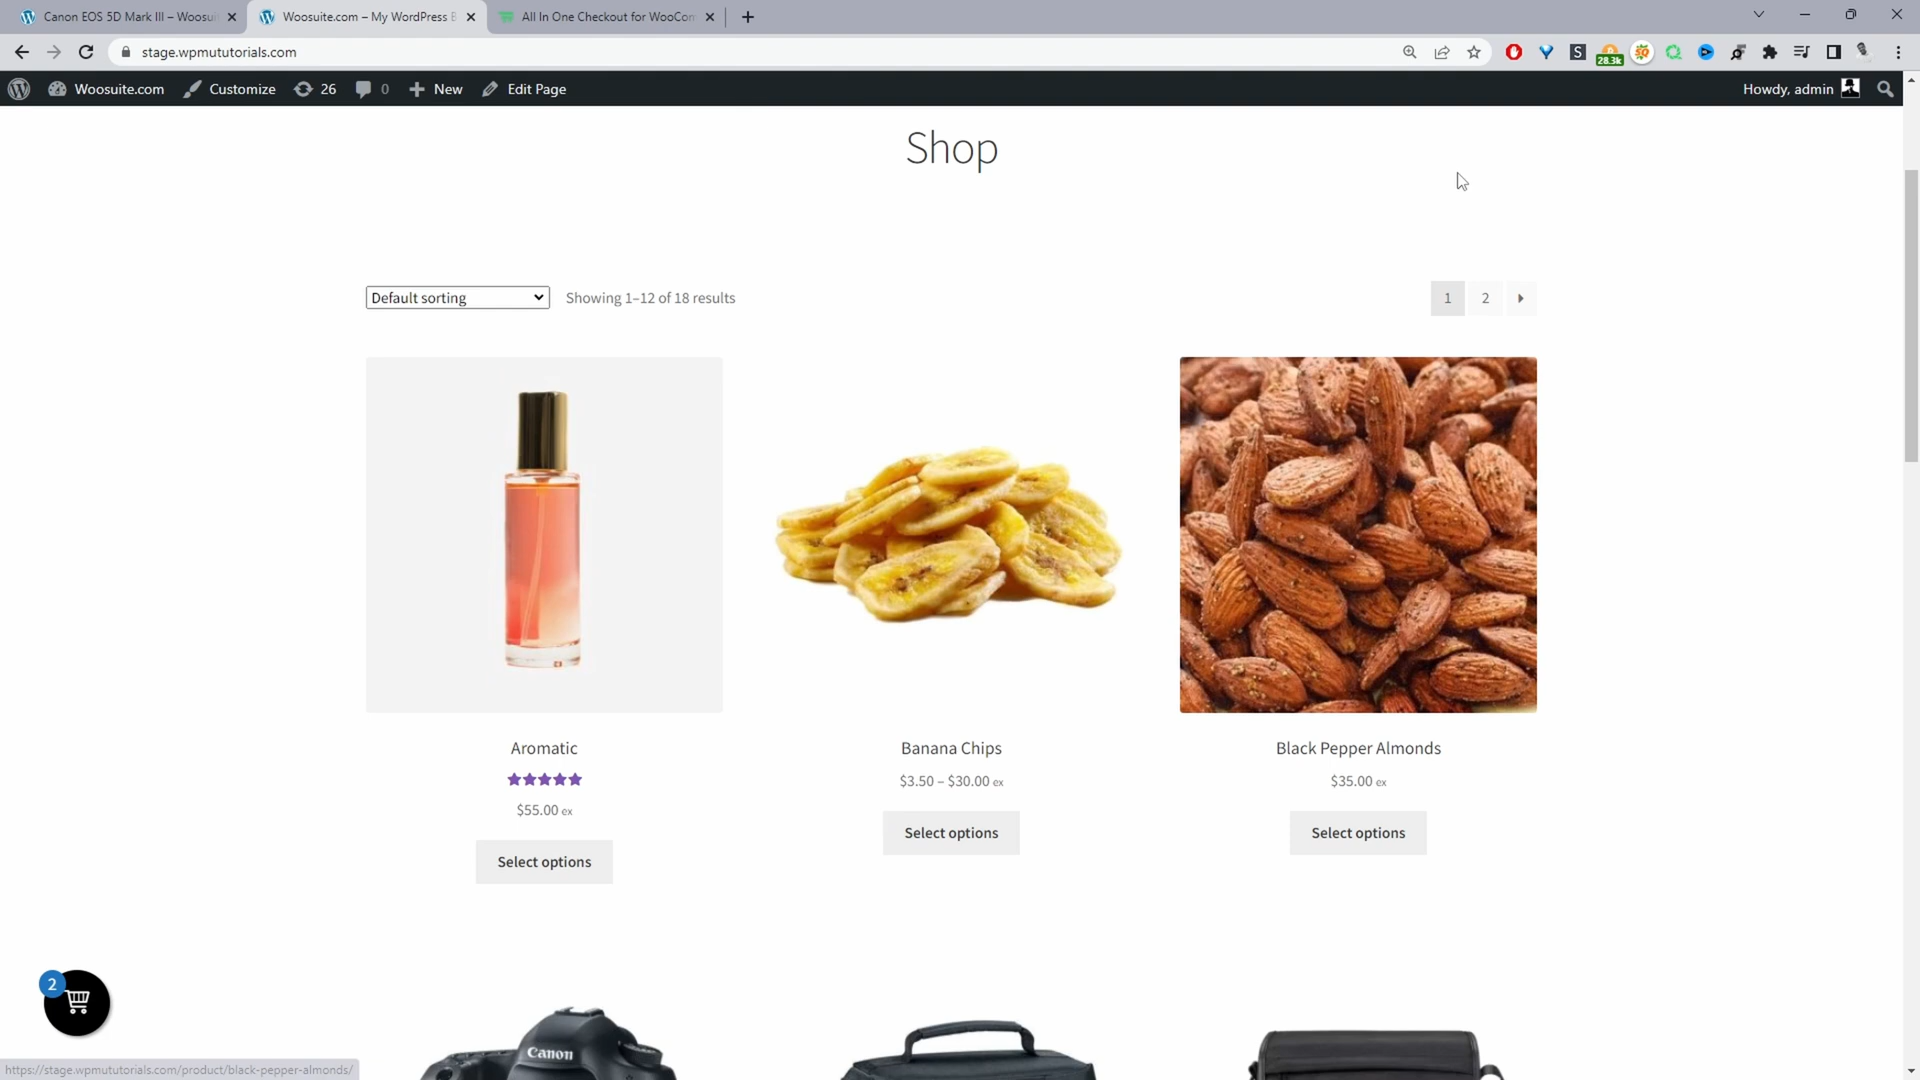 Canon EOS 5D Mark III – Woosui
Woosuite.com – My WordPress B
All In One Checkout for WooCom
stage.wpmututorials.com
28.3k
Woosuite.com
Customize
26
0
New
Edit Page
Howdy, admin
Shop
Default sorting
Showing 1–12 of 18 results
1
2
Aromatic
Banana Chips
Black Pepper Almonds
$3.50 – $30.00 ex
$35.00 ex
$55.00 ex
Select options
Select options
Select options
2
Canon
https://stage.wpmututorials.com/product/black-pepper-almonds/